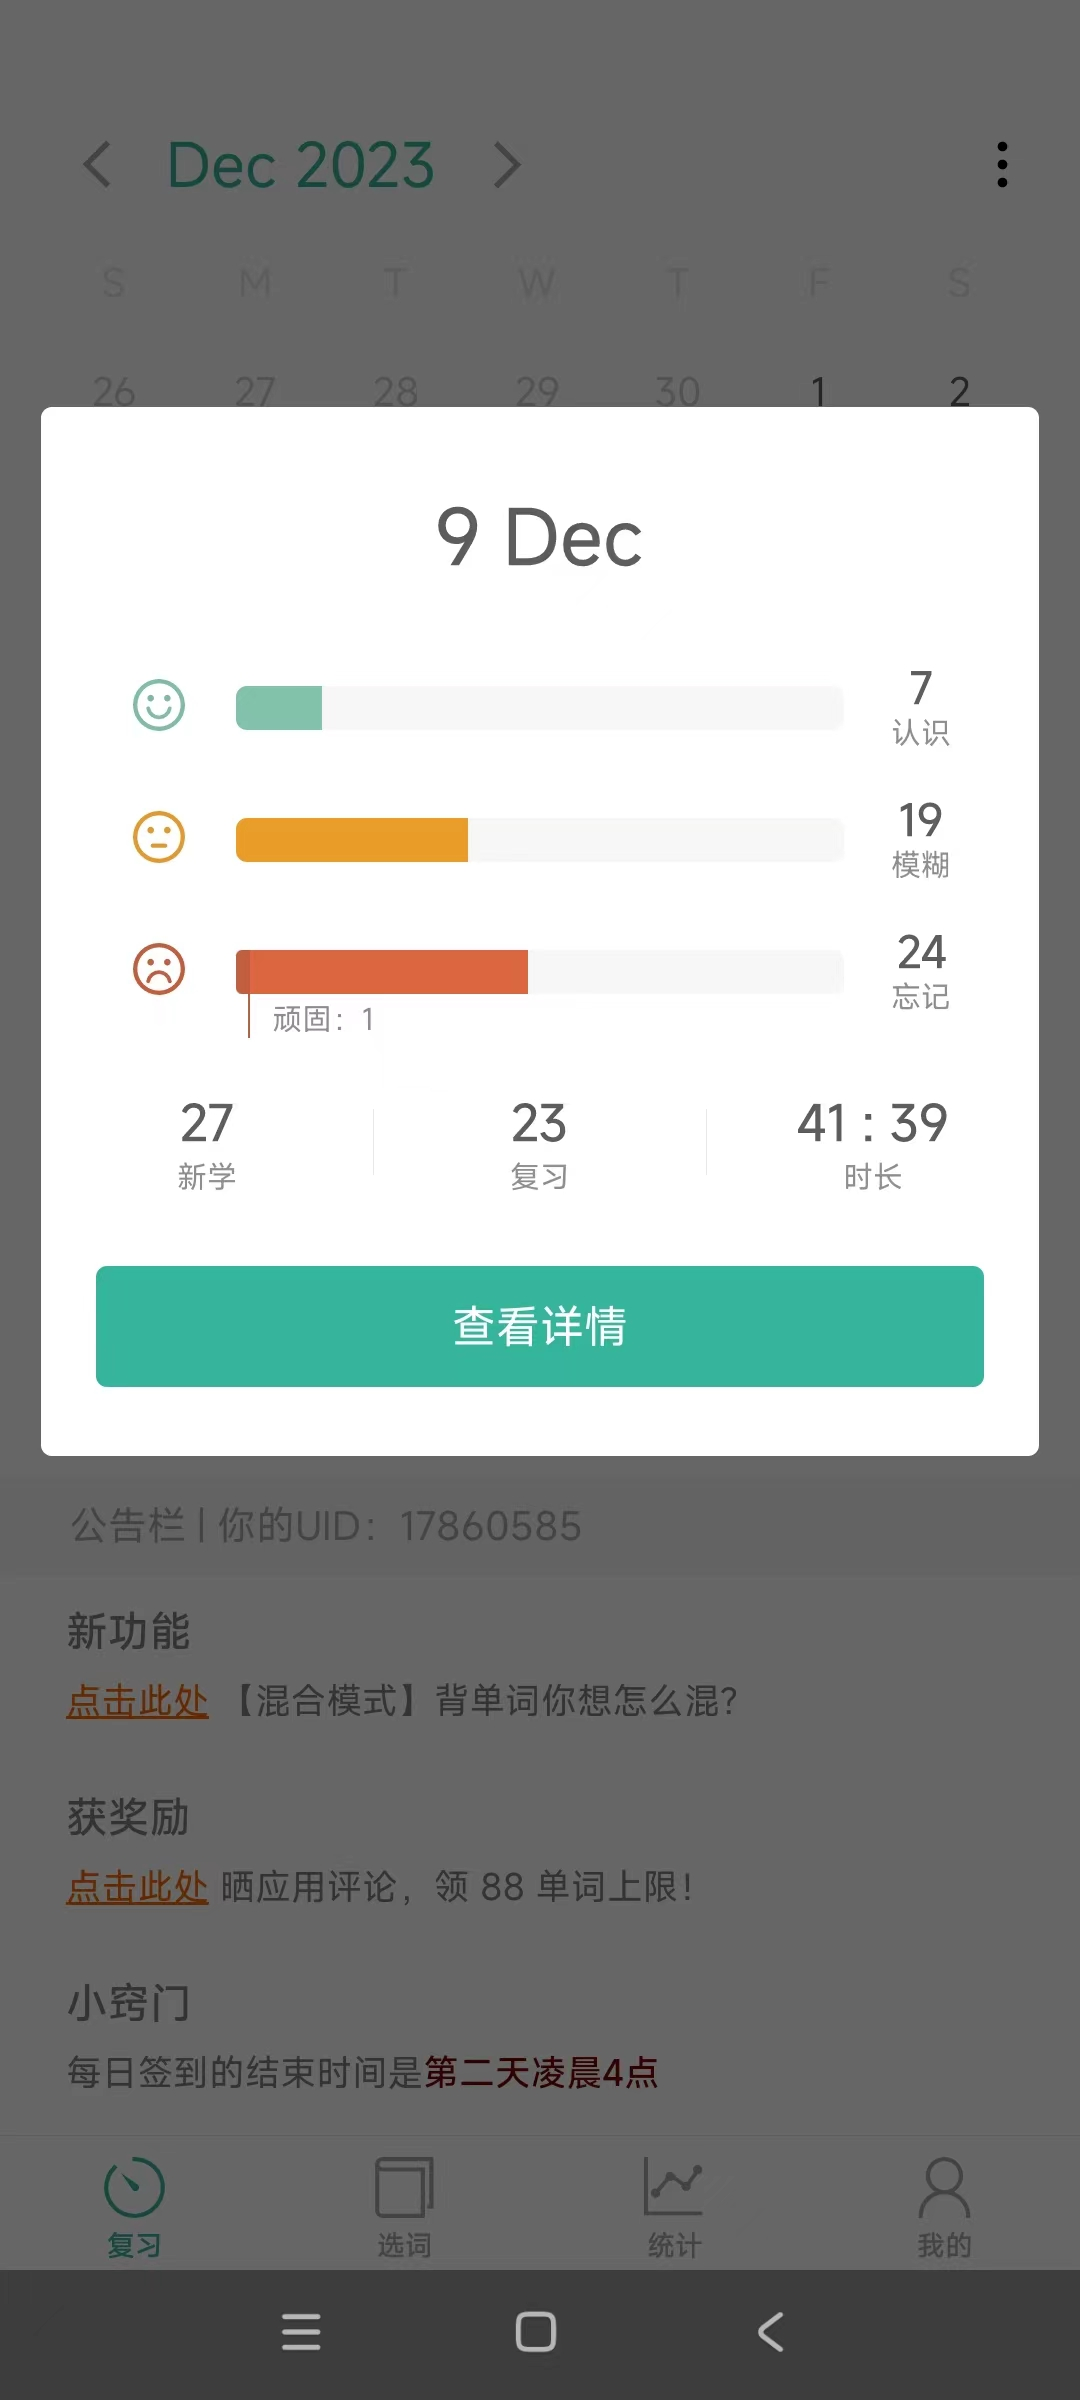 Dec 2023
S M T W T F S
26 27 28 29 30 1 2
9 Dec
7
认识
19
模糊
24
忘记
顽固：1
27 23 41 : 39
新学 复习 时长
查看详情
公告栏 | 你的UID：17860585
新功能
点击此处 【混合模式】背单词你想怎么混？
获奖励
点击此处 晒应用评论，领 88 单词上限！
小窍门
每日签到的结束时间是第二天凌晨4点
复习 选词 统计 我的